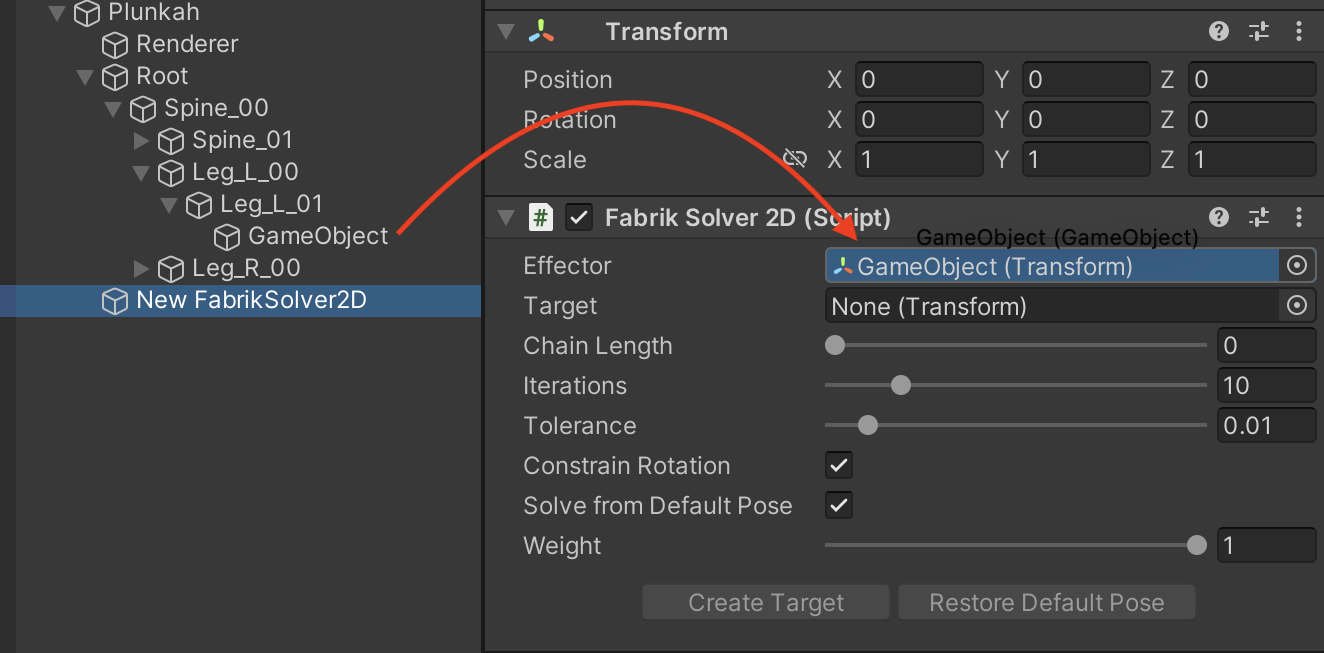 Plunkah
Renderer
Root
Spine_00
Spine_01
Leg_L_00
Leg_L_01
GameObject
Leg_R_00
New FabrikSolver2D
Transform
Position X 0 Y 0 Z 0
Rotation X 0 Y 0 Z 0
Scale X 1 Y 1 Z 1
# Fabrik Solver 2D (Script)
GameObject (GameObject)
Effector GameObject (Transform)
Target None (Transform)
Chain Length 0
Iterations 10
Tolerance 0.01
Constrain Rotation
Solve from Default Pose
Weight 1
Create Target Restore Default Pose